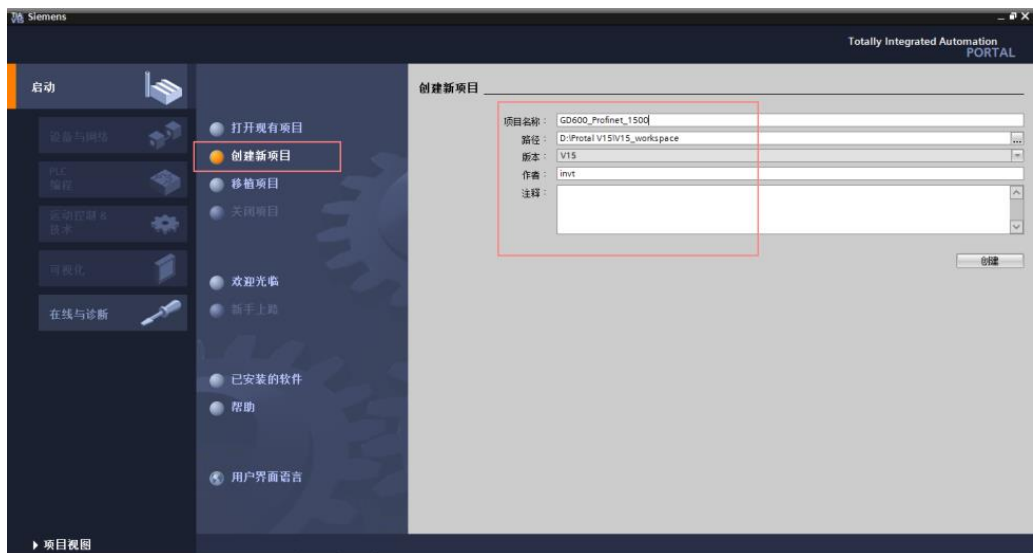 Siemens
Totally Integrated Automation
PORTAL
启动
设备与网络
PLC
编程
运动控制 &
技术
可视化
在线与诊断
项目视图
打开现有项目
创建新项目
移植项目
关闭项目
欢迎光临
新手上路
已安装的软件
帮助
用户界面语言
创建新项目
项目名称： GD600_Profinet_1500
路径： D:\Protal V15\V15_workspace
...
版本： V15
作者： invt
注释：
创建